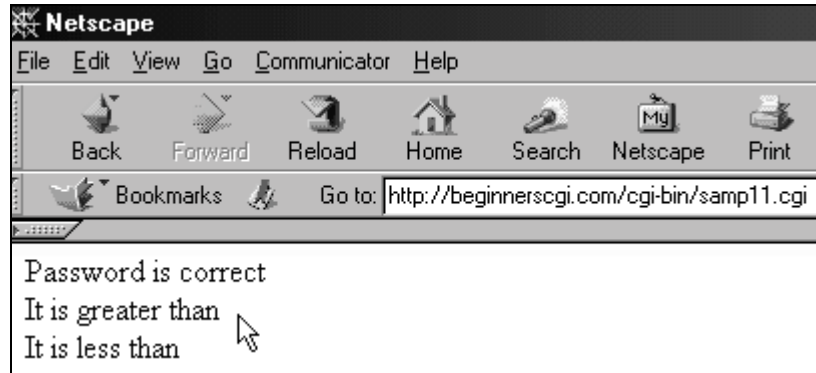 Netscape
File Edit View Go Communicator Help
My
Back Forward Reload Home Search Netscape Print
Bookmarks Go to: http://beginnerscgi.com/cgi-bin/samp11.cgi
Password is correct
It is greater than
It is less than